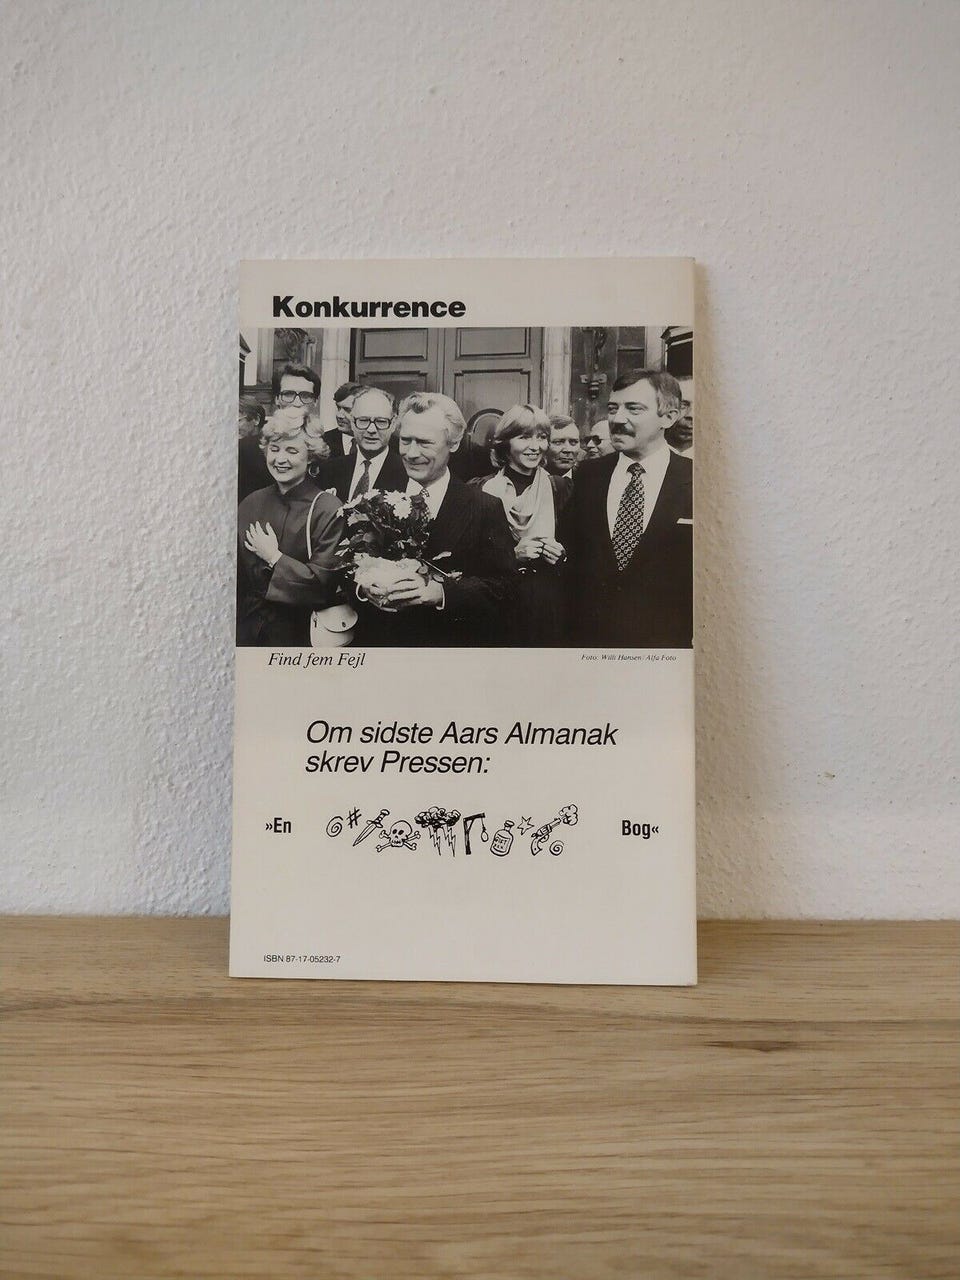 Konkurrence
Find fem Fejl
Foto: Willi Hansen/Alfa Foto
Om sidste Aars Almanak
skrev Pressen:
»En @# Bog«
ISBN 87-17-05232-7